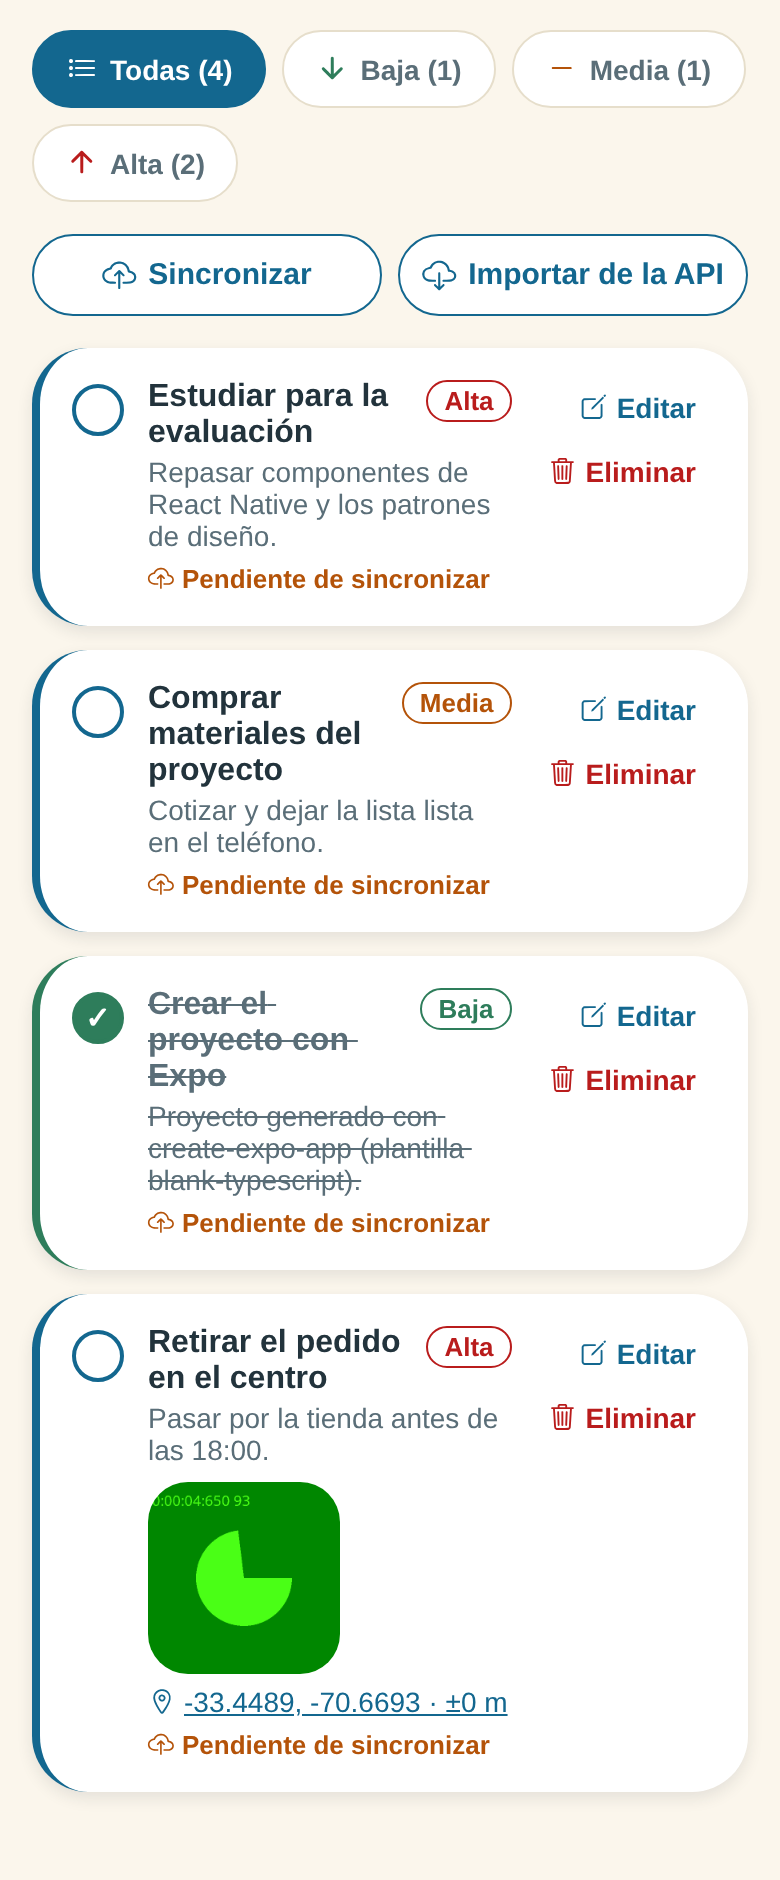 Todas (4)
Baja (1)
Media (1)
Alta (2)
Sincronizar
Importar de la API
Estudiar para la
evaluación
Alta
Editar
Eliminar
Repasar componentes de
React Native y los patrones
de diseño.
Pendiente de sincronizar
Comprar
materiales del
proyecto
Media
Editar
Eliminar
Cotizar y dejar la lista lista
en el teléfono.
Pendiente de sincronizar
✓
Crear el
proyecto con
Expo
Baja
Editar
Eliminar
Proyecto generado con
create-expo-app (plantilla
blank-typescript).
Pendiente de sincronizar
Retirar el pedido
en el centro
Alta
Editar
Eliminar
Pasar por la tienda antes de
las 18:00.
0:00:04:650 93
-33.4489, -70.6693 · ±0 m
Pendiente de sincronizar